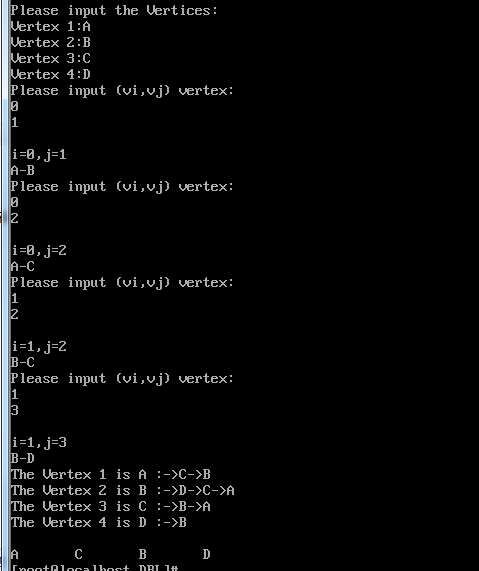 Please input the Vertices:
Vertex 1:A
Vertex 2:B
Vertex 3:C
Vertex 4:D
Please input (vi,vj) vertex:
0
1
i=0,j=1
A-B
Please input (vi,vj) vertex:
0
2
i=0,j=2
A-C
Please input (vi,vj) vertex:
1
2
i=1,j=2
B-C
Please input (vi,vj) vertex:
1
3
i=1,j=3
B-D
The Vertex 1 is A :->C->B
The Vertex 2 is B :->D->C->A
The Vertex 3 is C :->B->A
The Vertex 4 is D :->B
A C B D
[root@localhost DBL]#